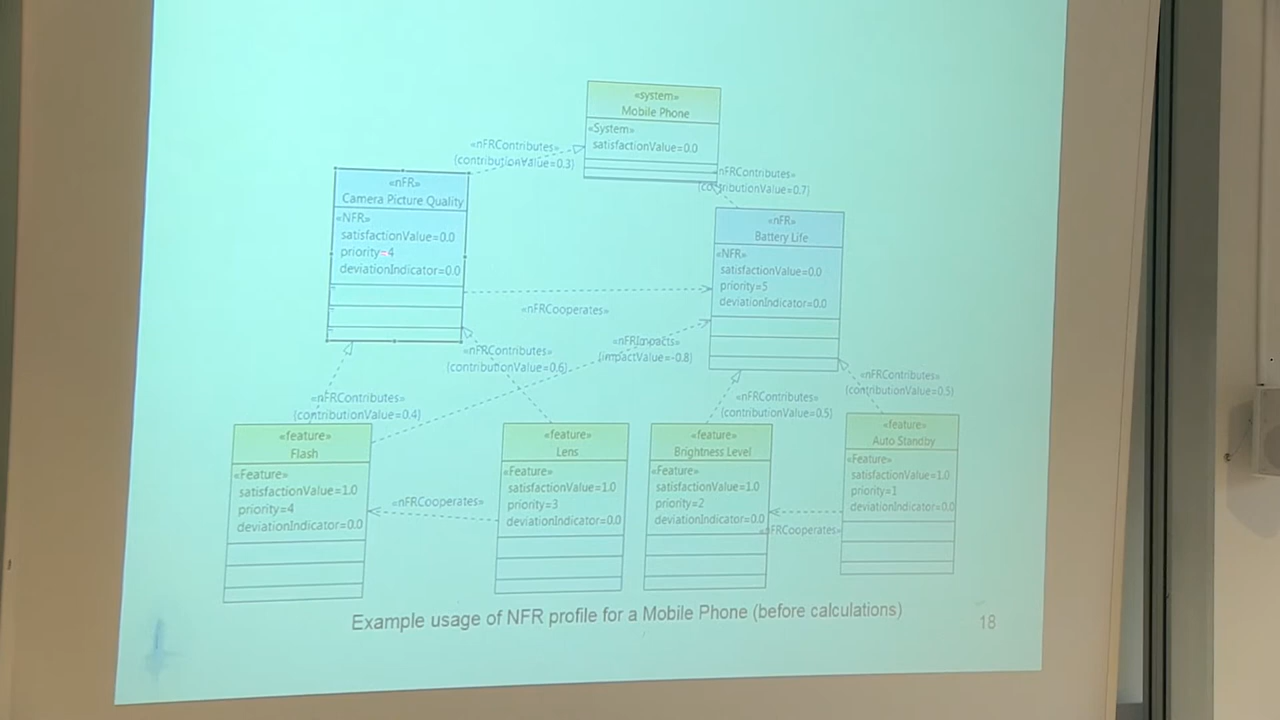 «system»
Mobile Phone
«System»
satisfactionValue=0.0
«nFRContributes»
(contributionValue=0.3)
«nFRContributes»
(contributionValue=0.7)
«nFR»
Camera Picture Quality
«NFR»
satisfactionValue=0.0
priority=4
deviationIndicator=0.0
«nFR»
Battery Life
«NFR»
satisfactionValue=0.0
priority=5
deviationIndicator=0.0
«nFRCooperates»
«nFRImpacts»
(impactValue=-0.8)
«nFRContributes»
(contributionValue=0.6)
«nFRContributes»
(contributionValue=0.4)
«nFRContributes»
(contributionValue=0.5)
«nFRContributes»
(contributionValue=0.5)
«feature»
Flash
«Feature»
satisfactionValue=1.0
priority=4
deviationIndicator=0.0
«nFRCooperates»
«feature»
Lens
«Feature»
satisfactionValue=1.0
priority=3
deviationIndicator=0.0
«feature»
Brightness Level
«Feature»
satisfactionValue=1.0
priority=2
deviationIndicator=0.0
«nFRCooperates»
«feature»
Auto Standby
«Feature»
satisfactionValue=1.0
priority=1
deviationIndicator=0.0
Example usage of NFR profile for a Mobile Phone (before calculations)
18